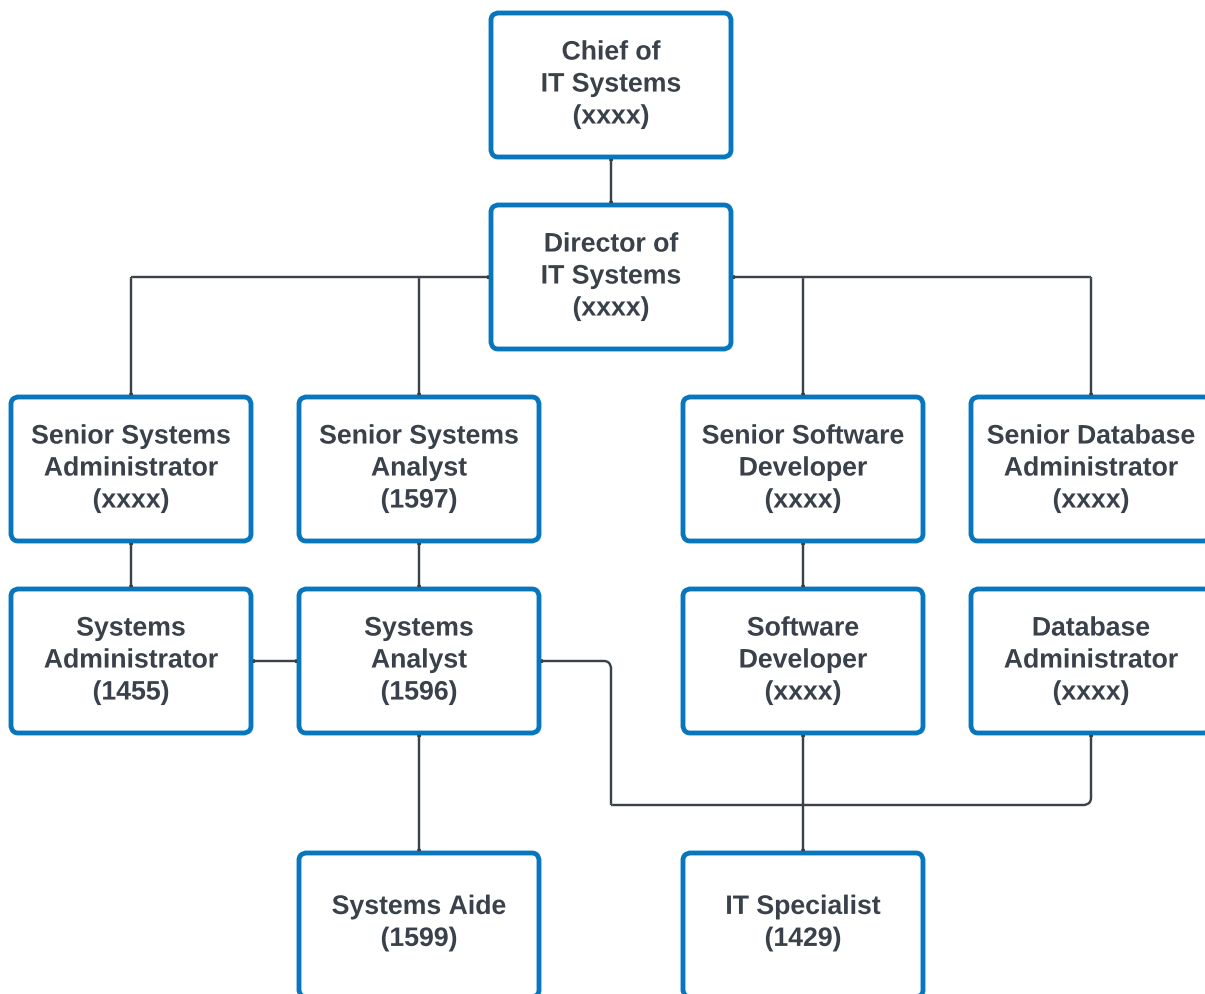 Chief of
IT Systems
(xxxx)
Director of
IT Systems
(xxxx)
Senior Systems
Administrator
(xxxx)
Senior Systems
Analyst
(1597)
Senior Software
Developer
(xxxx)
Senior Database
Administrator
(xxxx)
Systems
Administrator
(1455)
Systems
Analyst
(1596)
Software
Developer
(xxxx)
Database
Administrator
(xxxx)
Systems Aide
(1599)
IT Specialist
(1429)